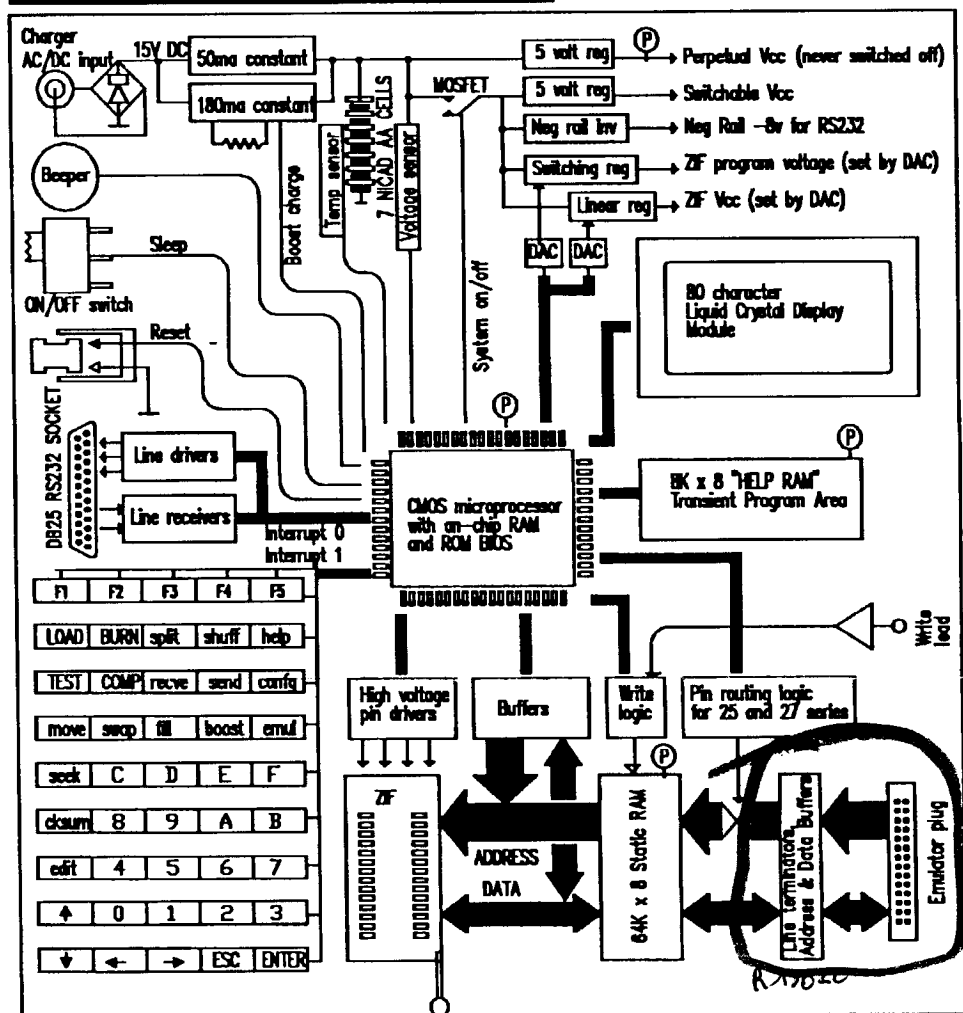 Charger
AC/DC input
15V DC
50ma constant
180ma constant
Boost charge
Temp sensor
7 NICAD AA CELLS
Voltage sensor
MOSFET
System on/off
5 volt reg
P
Perpetual Vcc (never switched off)
5 volt reg
Switchable Vcc
Neg rail inv
Neg Rail -8v for RS232
Switching reg
ZIF program voltage (set by DAC)
Linear reg
ZIF Vcc (set by DAC)
DAC
DAC
Beeper
Sleep
ON/OFF switch
Reset
80 character
Liquid Crystal Display
Module
DB25 RS232 SOCKET
Line drivers
Line receivers
Interrupt 0
Interrupt 1
P
CMOS microprocessor
with on-chip RAM
and ROM BIOS
P
8K x 8 "HELP RAM"
Transient Program
Area
F1 F2 F3 F4 F5
LOAD BURN split shuff help
TEST COMP recve send confg
move swap fill boost emul
seek C D E F
cksum 8 9 A B
edit 4 5 6 7
↑ 0 1 2 3
↓ ← → ESC ENTER
Write
lead
High voltage
pin drivers
Buffers
Write
logic
Pin routing logic
for 25 and 27 series
P
ZIF
ADDRESS
DATA
64K x 8 Static RAM
Line terminators,
Address & Data Buffers
Emulator plug